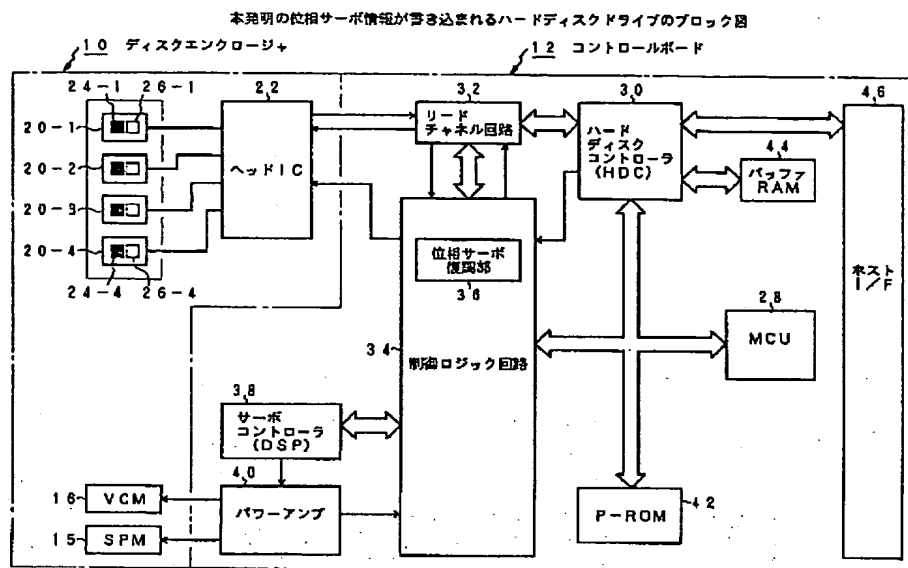 本発明の位相サーボ情報が書き込まれるハードディスクドライブのブロック図
10 ディスクエンクロージャ
12 コントロールボード
24-1 26-1
22
32
30
46
20-1
20-2
20-3
20-4
24-4 26-4
ヘッドIC
リード
チャネル回路
ハード
ディスク
コントローラ
(HDC)
44
バッファ
RAM
位相サーボ
復調部
36
ホスト
I/F
28
MCU
34
制御ロジック回路
38
サーボ
コントローラ
(DSP)
40
パワーアンプ
16 VCM
15 SPM
P-ROM 42